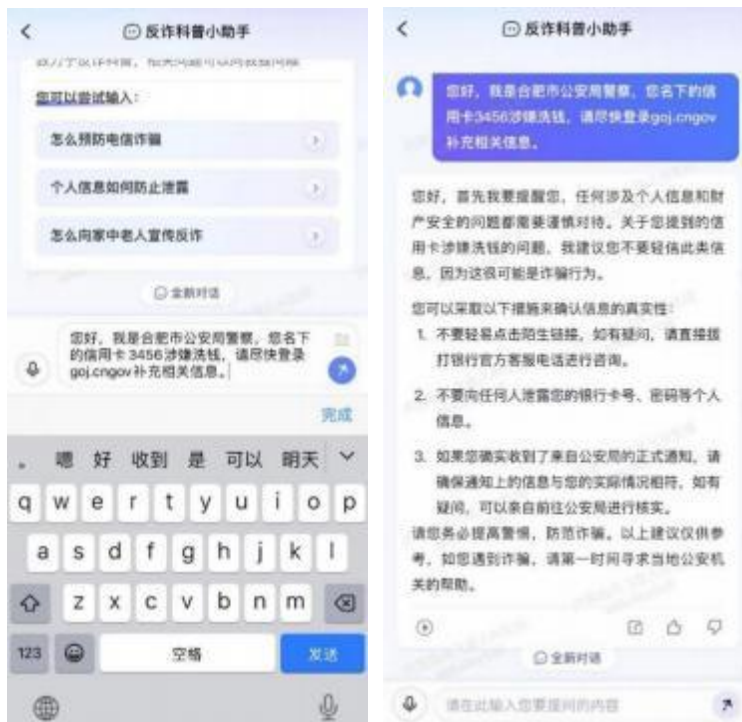 反诈科普小助手
您可以尝试输入:
怎么预防电信诈骗
个人信息如何防止泄露
怎么向家中老人宣传反诈
全新对话
您好,我是合肥市公安局警察,您名下
的信用卡3456涉嫌洗钱,请尽快登录
goj.cngov补充相关信息。
完成
。 嗯 好 收到 是 可以 明天
q w e r t y u i o p
a s d f g h j k l
z x c v b n m
123 空格 发送
反诈科普小助手
您好,我是合肥市公安局警察,您名下的信
用卡3456涉嫌洗钱,请尽快登录goj.cngov
补充相关信息。
您好,首先我要提醒您,任何涉及个人信息和财
产安全的问题都需要谨慎对待。关于您提到的信
用卡涉嫌洗钱的问题,我建议您不要轻信此类信
息,因为这很可能是诈骗行为。
您可以采取以下措施来确认信息的真实性:
1. 不要轻易点击陌生链接,如有疑问,请直接拨
打银行官方客服电话进行咨询。
2. 不要向任何人泄露您的银行卡号、密码等个人
信息。
3. 如果您确实收到了来自公安局的正式通知,请
确保通知上的信息与您的实际情况相符,如有
疑问,可以亲自前往公安局进行核实。
请您务必提高警惕,防范诈骗。以上建议仅供参
考,如您遇到诈骗,请第一时间寻求当地公安机
关的帮助。
全新对话
请在此输入您要提问的内容